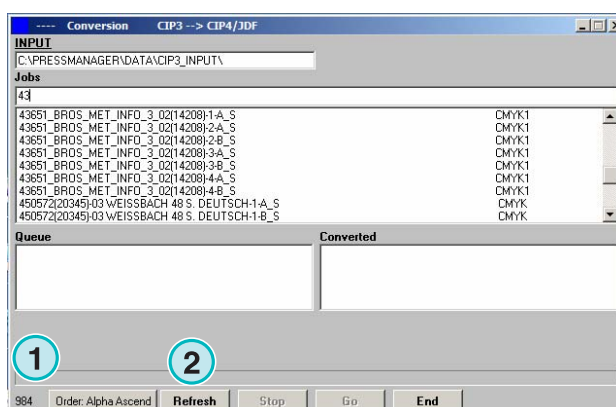 ---- Conversion CIP3 --> CIP4/JDF
INPUT
C:\PRESSMANAGER\DATA\CIP3_INPUT\
Jobs
43
43651_BROS_MET_INFO_3_02(14208)-1-A_S CMYK1
43651_BROS_MET_INFO_3_02(14208)-2-A_S CMYK1
43651_BROS_MET_INFO_3_02(14208)-2-B_S CMYK1
43651_BROS_MET_INFO_3_02(14208)-3-A_S CMYK1
43651_BROS_MET_INFO_3_02(14208)-3-B_S CMYK1
43651_BROS_MET_INFO_3_02(14208)-4-A_S CMYK1
43651_BROS_MET_INFO_3_02(14208)-4-B_S CMYK1
450572(20345)-03 WEISSBACH 48 S. DEUTSCH-1-A_S CMYK
450572(20345)-03 WEISSBACH 48 S. DEUTSCH-1-B_S CMYK
Queue Converted
1 2
984 Order: Alpha Ascend Refresh Stop Go End